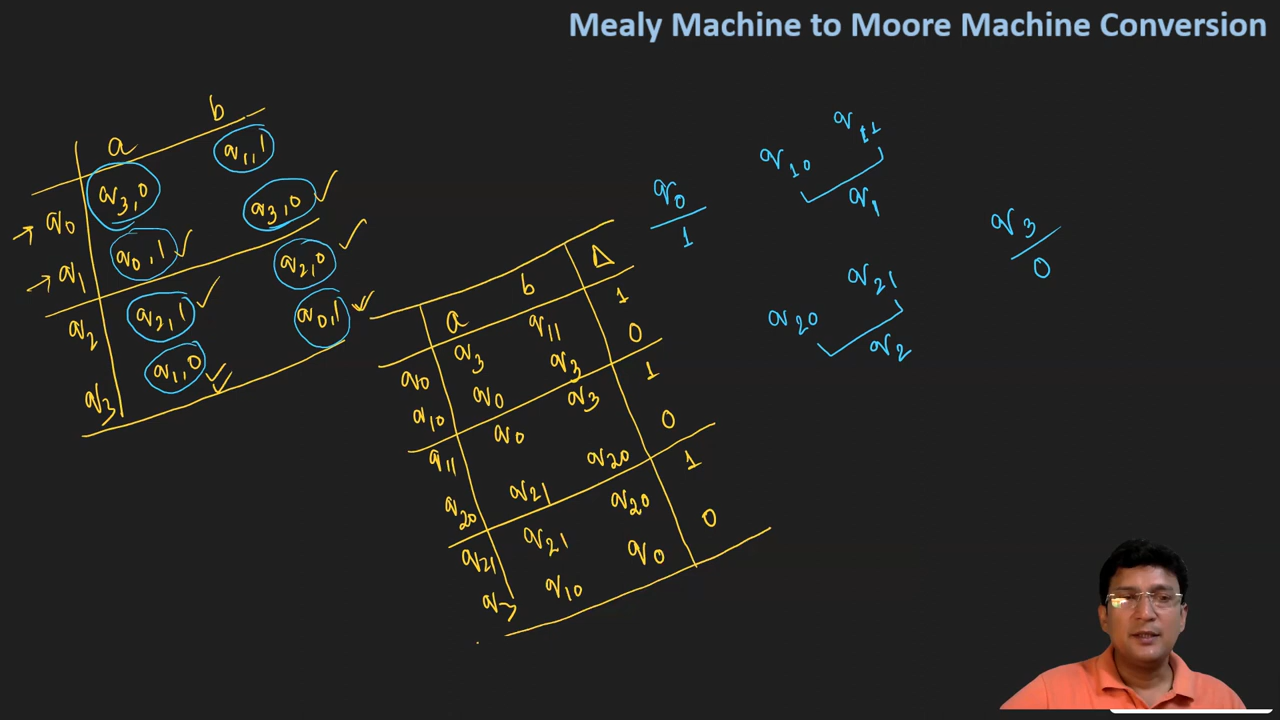 Mealy Machine to Moore Machine Conversion
a b
→ q0 q3,0 q1,1
→ q1 q0,1 ✓ q3,0 ✓
q2 q2,1 ✓ q2,0 ✓
q3 q1,0 ✓✓ q0,1 ✓✓
a b Δ
q0 q3 q11 1
q10 q0 q3 0
q11 q0 q3 1
q20 q21 q20 0
q21 q21 q20 1
q3 q10 q0 0
q0
1
q10 q11
q1
q20 q21
q2
q3
0